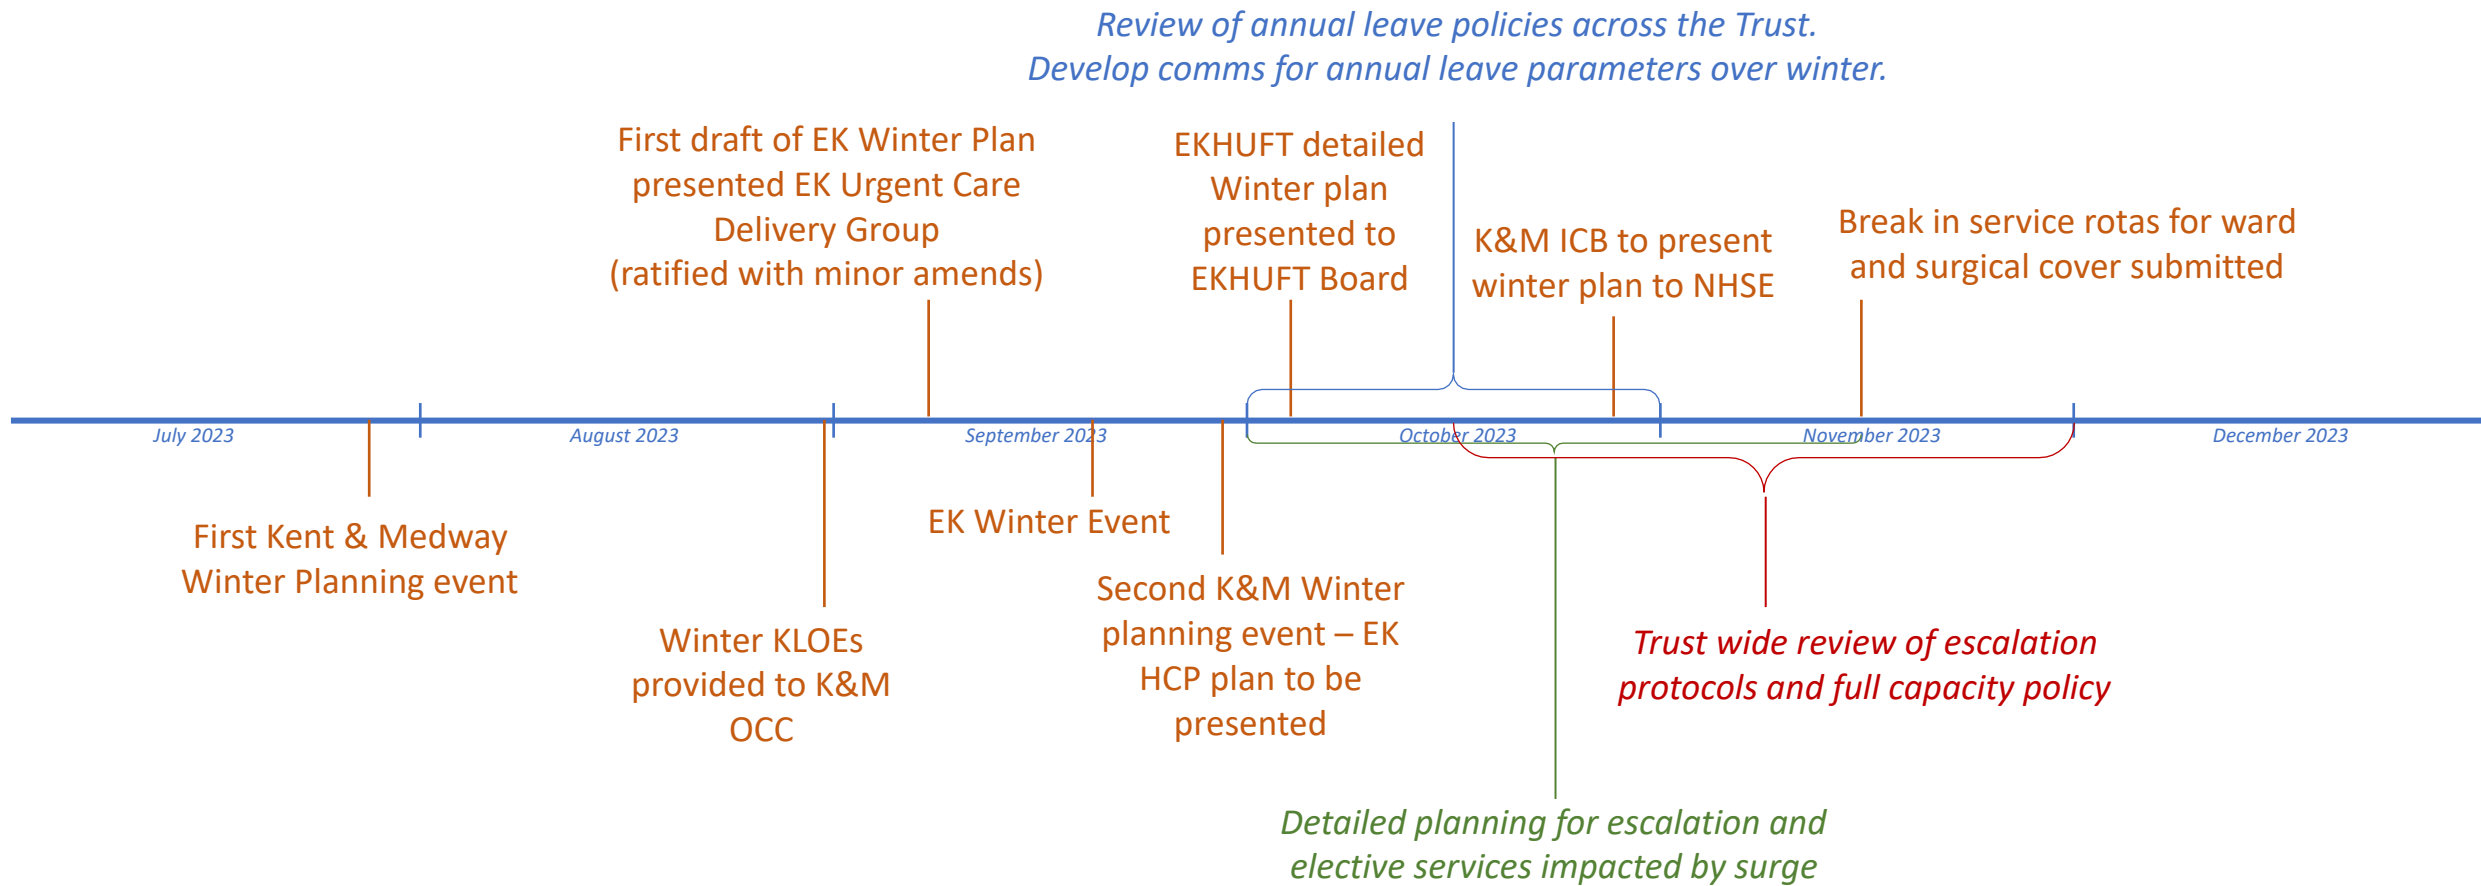 Review of annual leave policies across the Trust.
Develop comms for annual leave parameters over winter.
First draft of EK Winter Plan
presented EK Urgent Care
Delivery Group
(ratified with minor amends)
EKHUFT detailed
Winter plan
presented to
EKHUFT Board
K&M ICB to present
winter plan to NHSE
Break in service rotas for ward
and surgical cover submitted
July 2023
August 2023
September 2023
October 2023
November 2023
December 2023
First Kent & Medway
Winter Planning event
Winter KLOEs
provided to K&M
OCC
EK Winter Event
Second K&M Winter
planning event – EK
HCP plan to be
presented
Trust wide review of escalation
protocols and full capacity policy
Detailed planning for escalation and
elective services impacted by surge